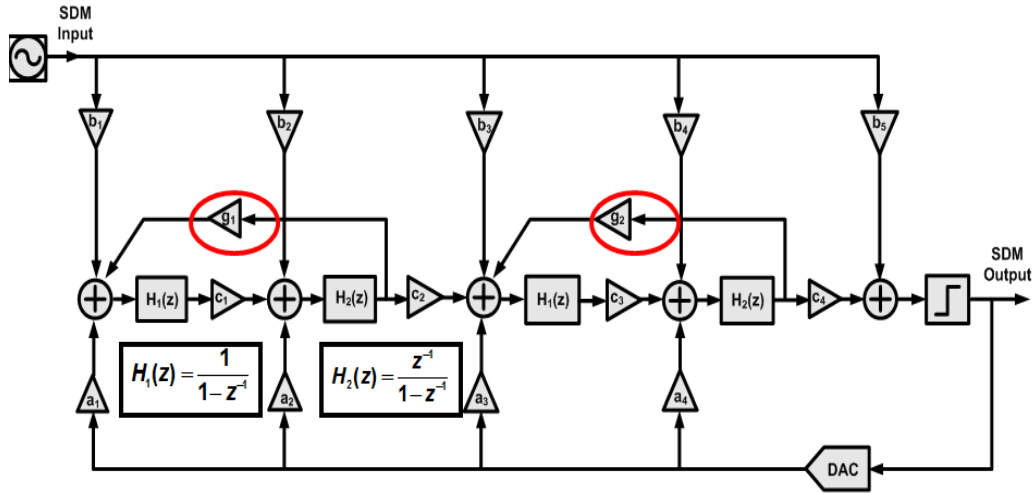 SDM
Input
b₁
b₂
b₃
b₄
b₅
g₁
g₂
SDM
Output
H₁(z)
c₁
H₂(z)
c₂
H₁(z)
c₃
H₂(z)
c₄
H₁(z) = 1 / (1 − z⁻¹)
H₂(z) = z⁻¹ / (1 − z⁻¹)
a₁
a₂
a₃
a₄
DAC